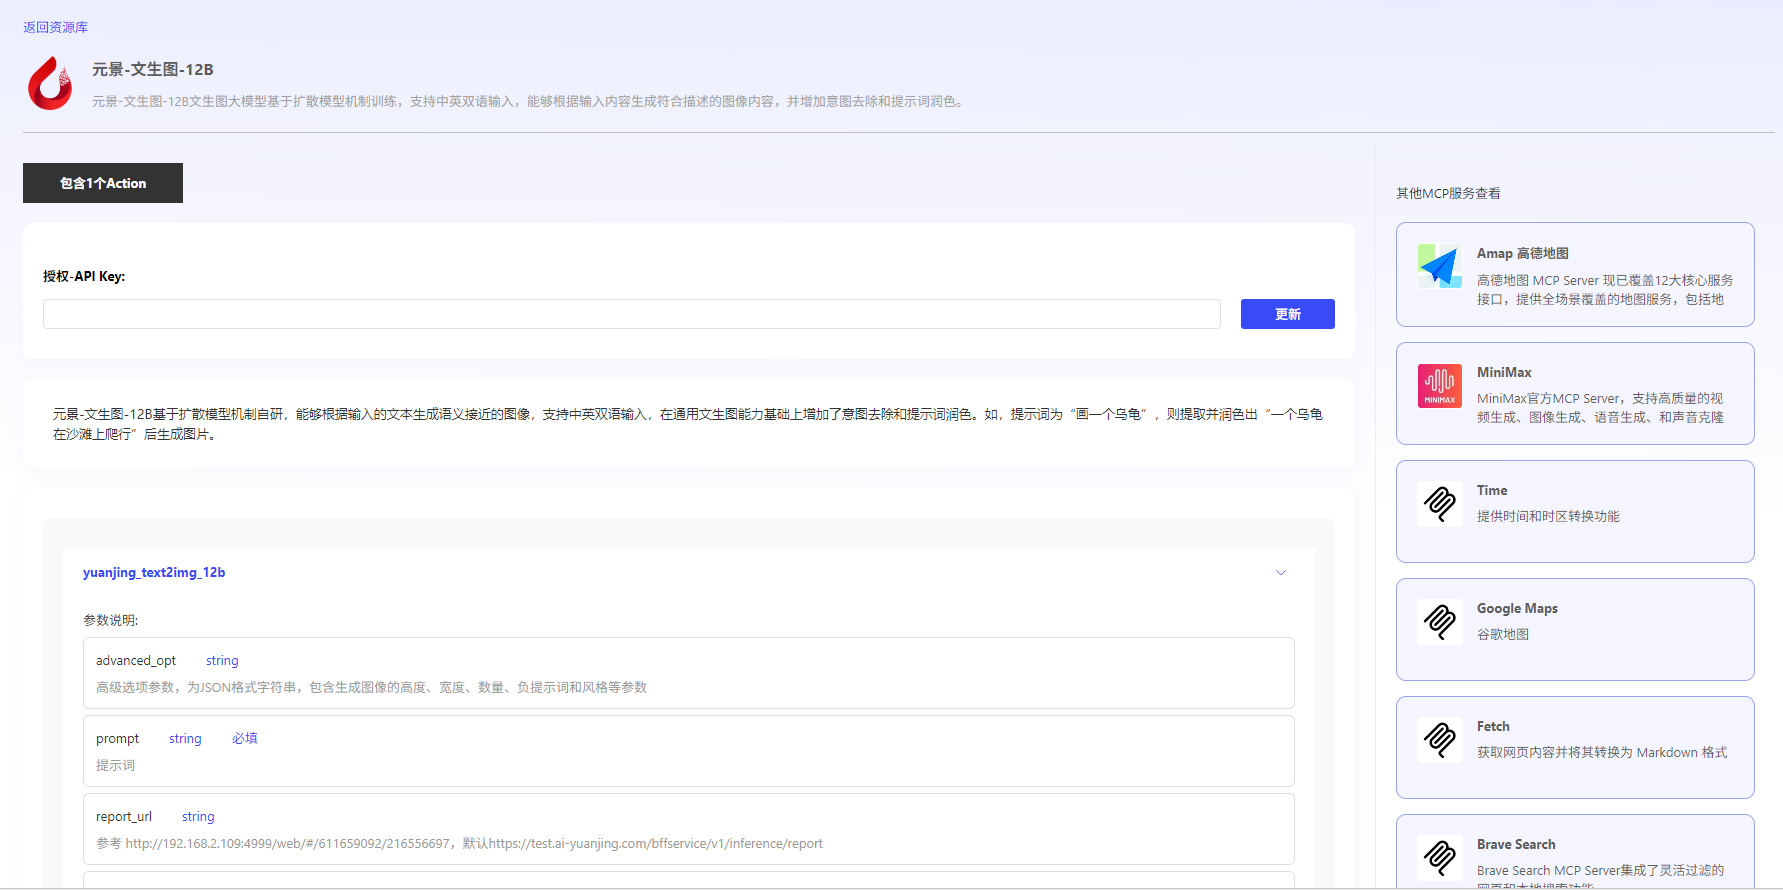 返回资源库
元景-文生图-12B
元景-文生图-12B文生图大模型基于扩散模型机制训练，支持中英双语输入，能够根据输入内容生成符合描述的图像内容，并增加意图去除和提示词润色。
包含1个Action
授权-API Key:
更新
元景-文生图-12B基于扩散模型机制自研，能够根据输入的文本生成语义接近的图像，支持中英双语输入，在通用文生图能力基础上增加了意图去除和提示词润色。如，提示词为“画一个乌龟”，则提取并润色出“一个乌龟
在沙滩上爬行”后生成图片。
yuanjing_text2img_12b
参数说明:
advanced_opt string
高级选项参数，为JSON格式字符串，包含生成图像的高度、宽度、数量、负提示词和风格等参数
prompt string 必填
提示词
report_url string
参考 http://192.168.2.109:4999/web/#/611659092/216556697，默认https://test.ai-yuanjing.com/bffservice/v1/inference/report
其他MCP服务查看
Amap 高德地图
高德地图 MCP Server 现已覆盖12大核心服务
接口，提供全场景覆盖的地图服务，包括地
MINIMAX
MiniMax
MiniMax官方MCP Server，支持高质量的视
频生成、图像生成、语音生成、和声音克隆
Time
提供时间和时区转换功能
Google Maps
谷歌地图
Fetch
获取网页内容并将其转换为 Markdown 格式
Brave Search
Brave Search MCP Server集成了灵活过滤的
网页和本地搜索功能